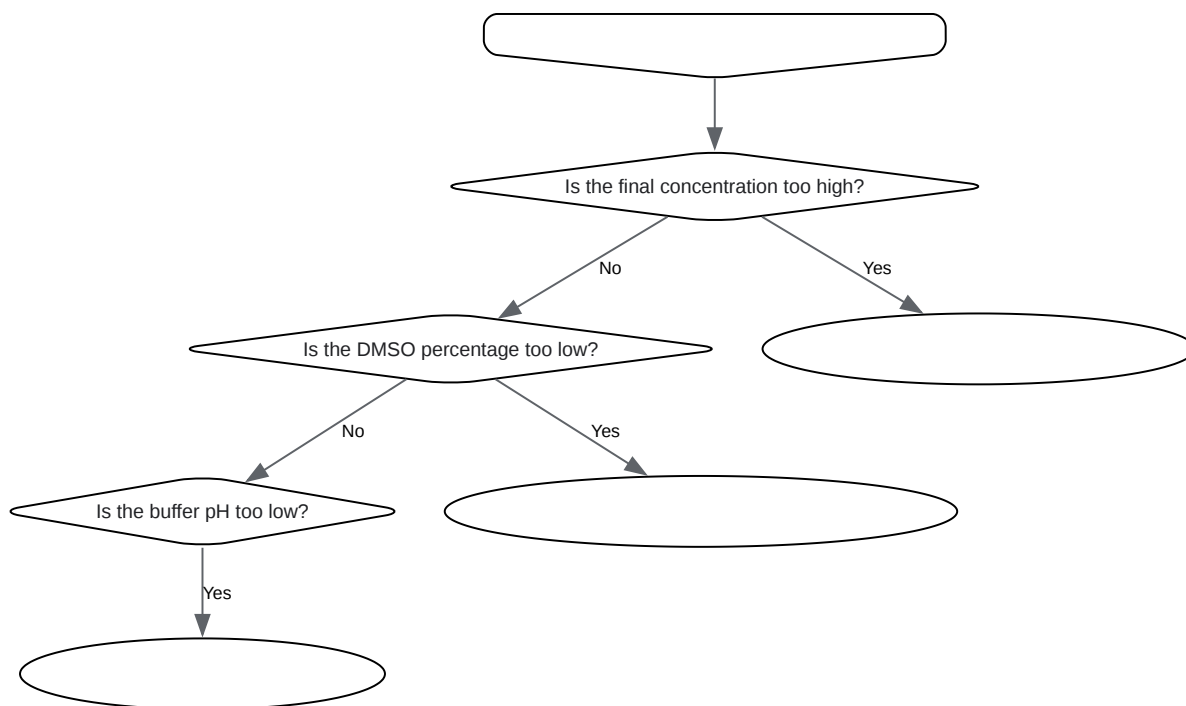 Is the final concentration too high?
No
Yes
Is the DMSO percentage too low?
No
Yes
Is the buffer pH too low?
Yes